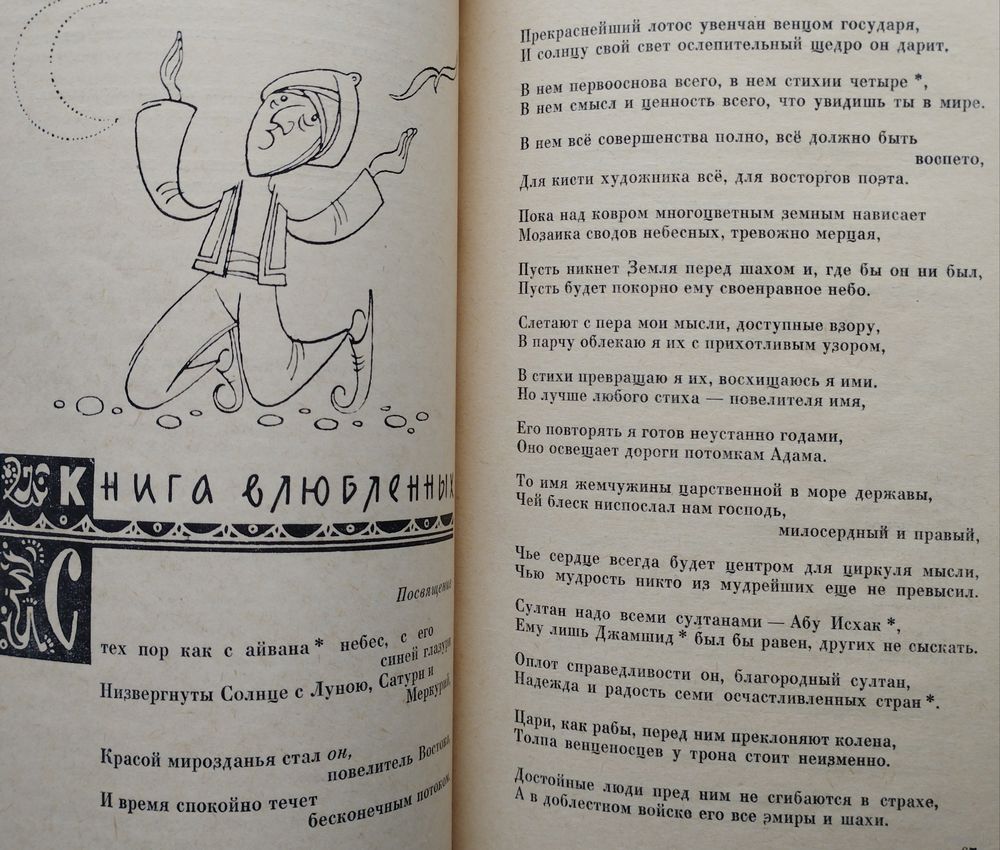 КНИГА ВЛЮБЛЕННЫХ
Посвящение
С тех пор как с айвана * небес, с его
синей глазури
Низвергнуты Солнце с Луною, Сатурн и
Меркурий,
Красой мирозданья стал он,
повелитель Востока,
И время спокойно течет
бесконечным потоком.
Прекраснейший лотос увенчан венцом государя,
И солнцу свой свет ослепительный щедро он дарит.
В нем первооснова всего, в нем стихии четыре *,
В нем смысл и ценность всего, что увидишь ты в мире.
В нем всё совершенства полно, всё должно быть
воспето,
Для кисти художника всё, для восторгов поэта.
Пока над ковром многоцветным земным нависает
Мозаика сводов небесных, тревожно мерцая,
Пусть никнет Земля перед шахом и, где бы он ни был,
Пусть будет покорно ему своенравное небо.
Слетают с пера мои мысли, доступные взору,
В парчу облекаю я их с прихотливым узором,
В стихи превращаю я их, восхищаюсь я ими.
Но лучше любого стиха — повелителя имя,
Его повторять я готов неустанно годами,
Оно освещает дороги потомкам Адама.
То имя жемчужины царственной в море державы,
Чей блеск ниспослал нам господь,
милосердный и правый,
Чье сердце всегда будет центром для циркуля мысли,
Чью мудрость никто из мудрейших еще не превысил.
Султан надо всеми султанами — Абу Исхак *,
Ему лишь Джамшид * был бы равен, других не сыскать.
Оплот справедливости он, благородный султан,
Надежда и радость семи осчастливленных стран *.
Цари, как рабы, перед ним преклоняют колена,
Толпа венценосцев у трона стоит неизменно.
Достойные люди пред ним не сгибаются в страхе,
А в доблестном войске его все эмиры и шахи.